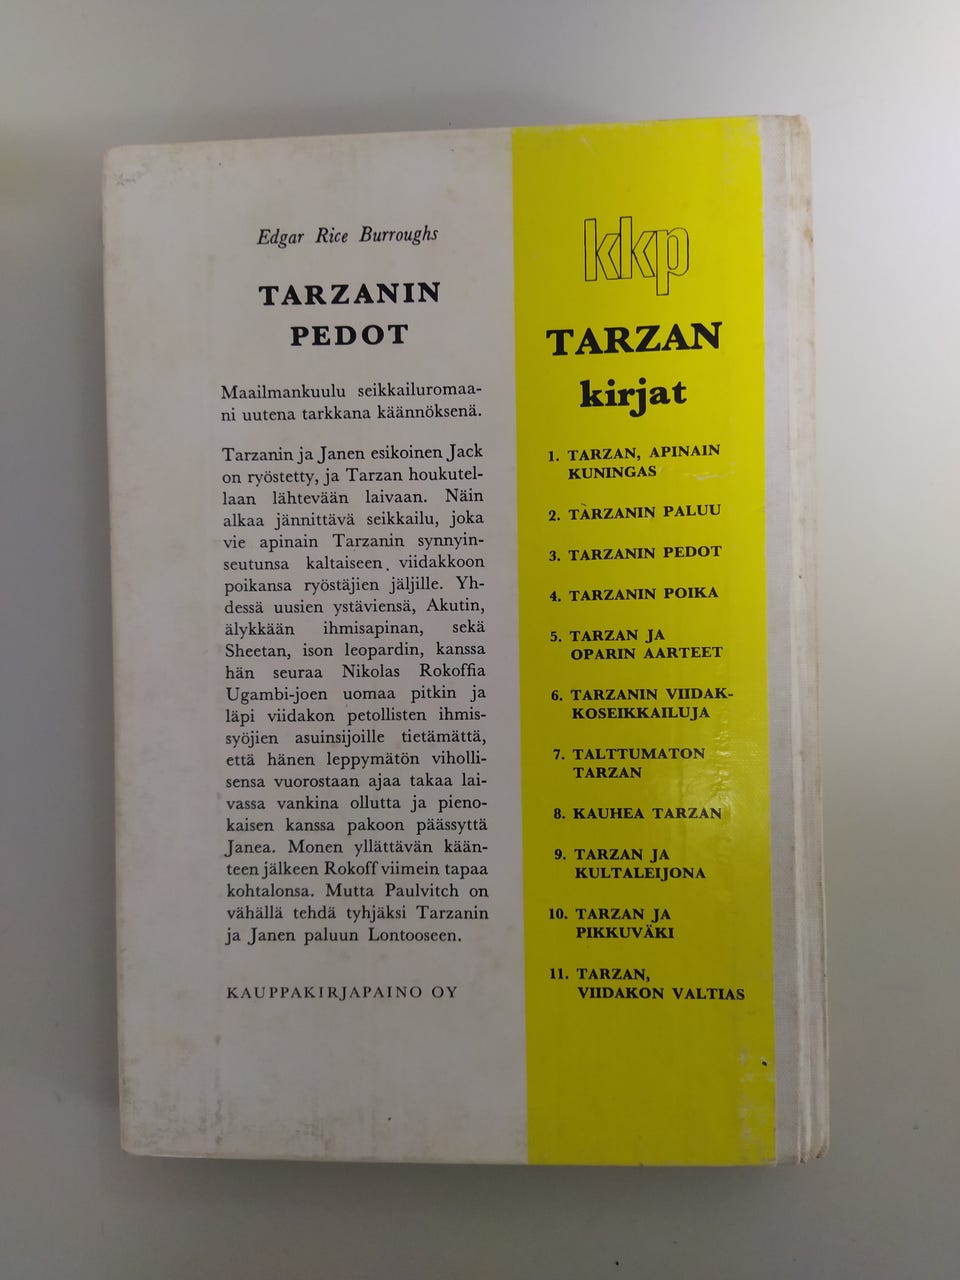 Edgar Rice Burroughs
TARZANIN
PEDOT
Maailmankuulu seikkailuromaa-
ni uutena tarkkana käännöksenä.
Tarzanin ja Janen esikoinen Jack
on ryöstetty, ja Tarzan houkutel-
laan lähtevään laivaan. Näin
alkaa jännittävä seikkailu, joka
vie apinain Tarzanin synnyin-
seutunsa kaltaiseen viidakkoon
poikansa ryöstäjien jäljille. Yh-
dessä uusien ystäviensä, Akutin,
älykkään ihmisapinan, sekä
Sheetan, ison leopardin, kanssa
hän seuraa Nikolas Rokoffia
Ugambi-joen uomaa pitkin ja
läpi viidakon petollisten ihmis-
syöjien asuinsijoille tietämättä,
että hänen leppymätön viholli-
sensa vuorostaan ajaa takaa lai-
vassa vankina ollutta ja pieno-
kaisen kanssa pakoon päässyttä
Janea. Monen yllättävän kään-
teen jälkeen Rokoff viimein tapaa
kohtalonsa. Mutta Paulvitch on
vähällä tehdä tyhjäksi Tarzanin
ja Janen paluun Lontooseen.
KAUPPAKIRJAPAINO OY
kkp
TARZAN
kirjat
1. TARZAN, APINAIN
KUNINGAS
2. TARZANIN PALUU
3. TARZANIN PEDOT
4. TARZANIN POIKA
5. TARZAN JA
OPARIN AARTEET
6. TARZANIN VIIDAK-
KOSEIKKAILUJA
7. TALTTUMATON
TARZAN
8. KAUHEA TARZAN
9. TARZAN JA
KULTALEIJONA
10. TARZAN JA
PIKKUVÄKI
11. TARZAN,
VIIDAKON VALTIAS